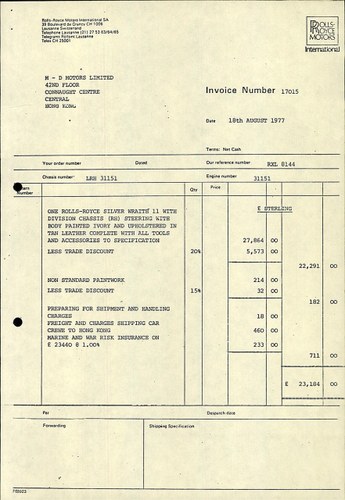 Rolls-Royce Motors International SA
Lausanne Switzerland
ROLLS-
ROYCE
MOTORS
International
H - D MOTORS LIMITED
42ND FLOOR
CONNAUGHT CENTRE
CENTRAL
HONG KONG
Invoice Number 17015
Date 18th AUGUST 1977
Terms: Net Cash
Your order number Dated Our reference number RXL 8144
Chassis number LRH 31151 Engine number 31151
Number Qty Price
£ STERLING
ONE ROLLS-ROYCE SILVER WRAITH 11 WITH
DIVISION CHASSIS (RH) STEERING WITH
BODY PAINTED IVORY AND UPHOLSTERED IN
TAN LEATHER COMPLETE WITH ALL TOOLS
AND ACCESSORIES TO SPECIFICATION 27,864 00
LESS TRADE DISCOUNT 20% 5,573 00
22,291 00
NON STANDARD PAINTWORK 214 00
LESS TRADE DISCOUNT 15% 32 00
182 00
PREPARING FOR SHIPMENT AND HANDLING
CHARGES 18 00
FREIGHT AND CHARGES SHIPPING CAR
CREWE TO HONG KONG 460 00
MARINE AND WAR RISK INSURANCE ON
£ 23440 @ 1.00% 233 00
711 00
£ 23,184 00
Per Despatch date
Forwarding Shipping Specification